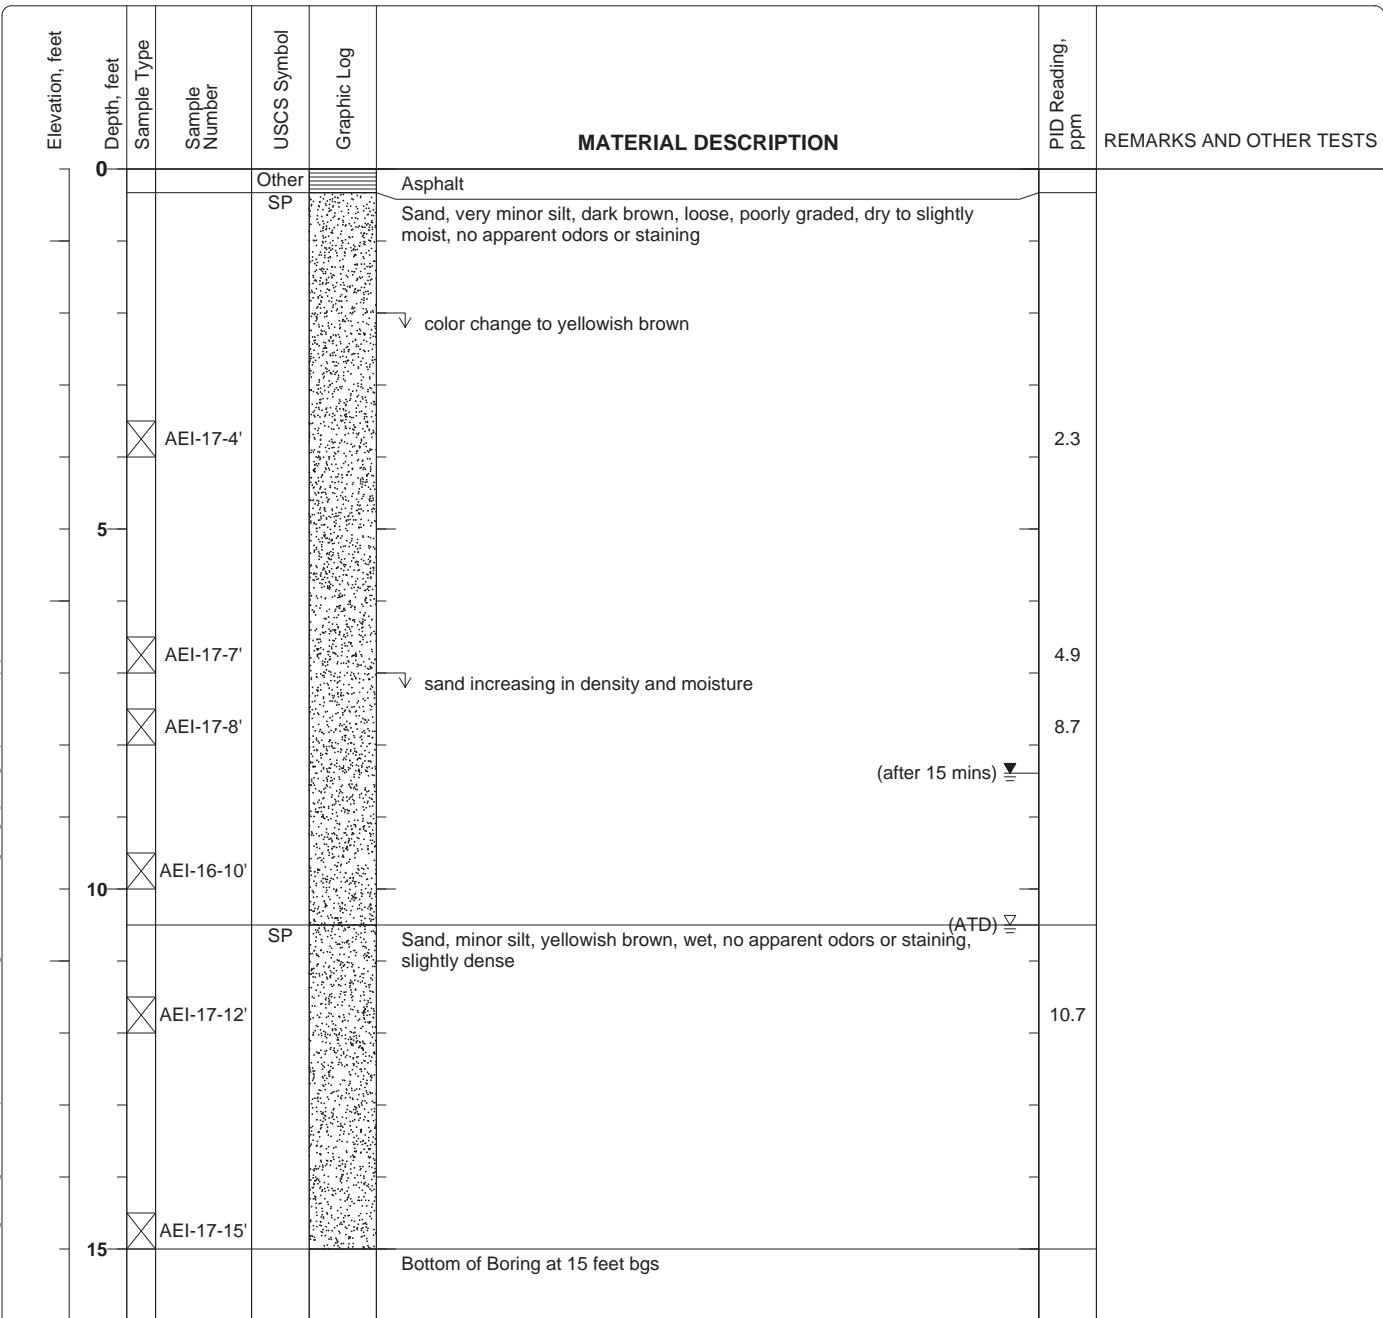 Elevation, feet
Depth, feet
Sample Type
Sample
Number
USCS Symbol
Graphic Log
MATERIAL DESCRIPTION
PID Reading,
ppm
REMARKS AND OTHER TESTS
0
Other
Asphalt
SP
Sand, very minor silt, dark brown, loose, poorly graded, dry to slightly
moist, no apparent odors or staining
color change to yellowish brown
AEI-17-4'
2.3
5
AEI-17-7'
4.9
sand increasing in density and moisture
AEI-17-8'
8.7
(after 15 mins)
AEI-16-10'
10
(ATD)
SP
Sand, minor silt, yellowish brown, wet, no apparent odors or staining,
slightly dense
AEI-17-12'
10.7
AEI-17-15'
15
Bottom of Boring at 15 feet bgs